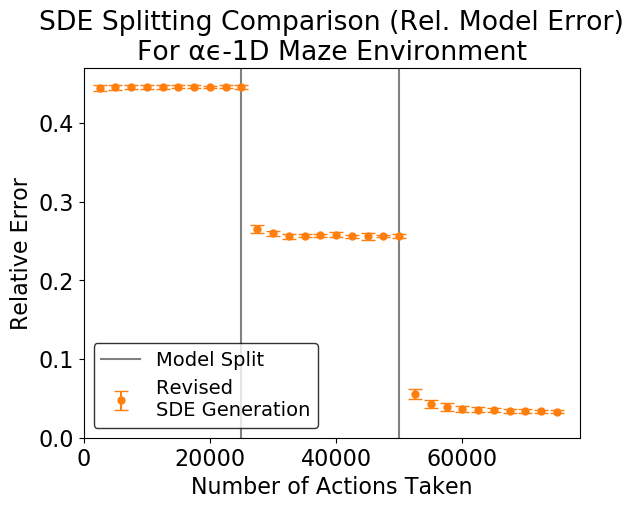 SDE Splitting Comparison (Rel. Model Error)
For αϵ-1D Maze Environment
Relative Error
0.4
0.3
0.2
0.1
0.0
Model Split
Revised
SDE Generation
0
20000
40000
60000
Number of Actions Taken